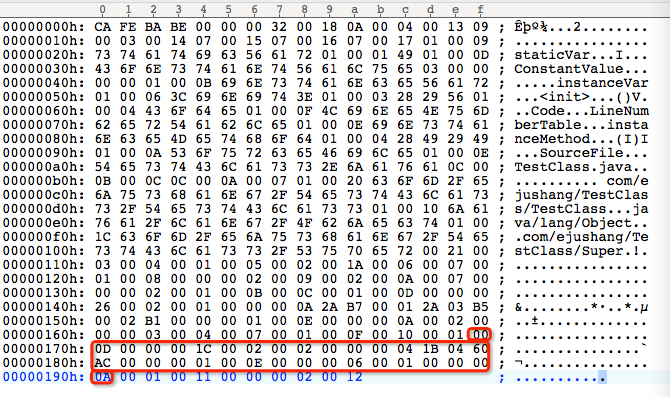 0 1 2 3 4 5 6 7 8 9 a b c d e f
00000000h: CA FE BA BE 00 00 00 32 00 18 0A 00 04 00 13 09 ; Êþº¾...2........
00000010h: 00 03 00 14 07 00 15 07 00 16 07 00 17 01 00 09 ; ................
00000020h: 73 74 61 74 69 63 56 61 72 01 00 01 49 01 00 0D ; staticVar...I...
00000030h: 43 6F 6E 73 74 61 6E 74 56 61 6C 75 65 03 00 00 ; ConstantValue...
00000040h: 00 01 01 00 0B 69 6E 73 74 61 6E 63 65 56 61 72 ; .....instanceVar
00000050h: 01 00 06 3C 69 6E 69 74 3E 01 00 03 28 29 56 01 ; ...<init>...()V.
00000060h: 00 04 43 6F 64 65 01 00 0F 4C 69 6E 65 4E 75 6D ; ..Code...LineNum
00000070h: 62 65 72 54 61 62 6C 65 01 00 0E 69 6E 73 74 61 ; berTable...insta
00000080h: 6E 63 65 4D 65 74 68 6F 64 01 00 04 28 49 29 49 ; nceMethod...(I)I
00000090h: 01 00 0A 53 6F 75 72 63 65 46 69 6C 65 01 00 0E ; ...SourceFile...
000000a0h: 54 65 73 74 43 6C 61 73 73 2E 6A 61 76 61 0C 00 ; TestClass.java..
000000b0h: 0B 00 0C 0C 00 0A 00 07 01 00 20 63 6F 6D 2F 65 ; .......... com/e
000000c0h: 6A 75 73 68 61 6E 67 2F 54 65 73 74 43 6C 61 73 ; jushang/TestClas
000000d0h: 73 2F 54 65 73 74 43 6C 61 73 73 01 00 10 6A 61 ; s/TestClass...ja
000000e0h: 76 61 2F 6C 61 6E 67 2F 4F 62 6A 65 63 74 01 00 ; va/lang/Object..
000000f0h: 1C 63 6F 6D 2F 65 6A 75 73 68 61 6E 67 2F 54 65 ; .com/ejushang/Te
00000100h: 73 74 43 6C 61 73 73 2F 53 75 70 65 72 00 21 00 ; stClass/Super.!.
00000110h: 03 00 04 00 01 00 05 00 02 00 1A 00 06 00 07 00 ; ................
00000120h: 01 00 08 00 00 00 02 00 09 00 02 00 0A 00 07 00 ; ................
00000130h: 00 00 02 00 01 00 0B 00 0C 00 01 00 0D 00 00 00 ; ................
00000140h: 26 00 02 00 01 00 00 00 0A 2A B7 00 01 2A 03 B5 ; &........*·..*.µ
00000150h: 00 02 B1 00 00 00 01 00 0E 00 00 00 0A 00 02 00 ; ..±.............
00000160h: 00 00 03 00 04 00 07 00 01 00 0F 00 10 00 01 00 ; ................
00000170h: 0D 00 00 00 1C 00 02 00 02 00 00 00 04 1B 04 60 ; ...............`
00000180h: AC 00 00 00 01 00 0E 00 00 00 06 00 01 00 00 00 ; ¬...............
00000190h: 0A 00 01 00 11 00 00 00 02 00 12 ; ...........